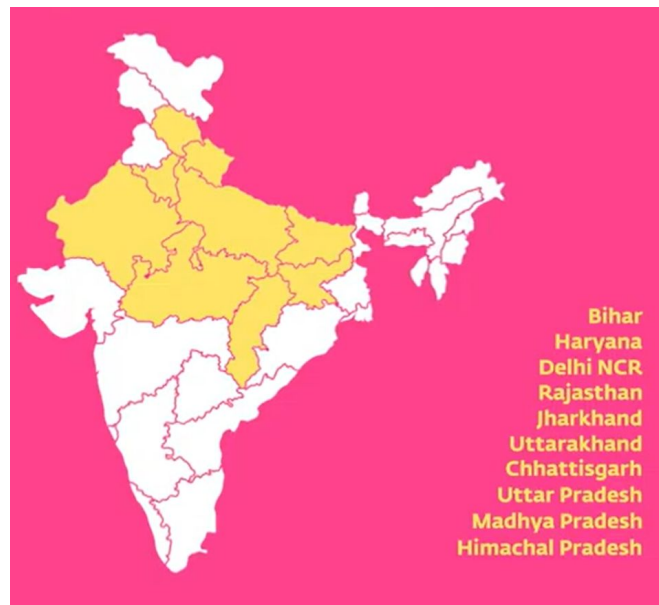 Bihar
Haryana
Delhi NCR
Rajasthan
Jharkhand
Uttarakhand
Chhattisgarh
Uttar Pradesh
Madhya Pradesh
Himachal Pradesh